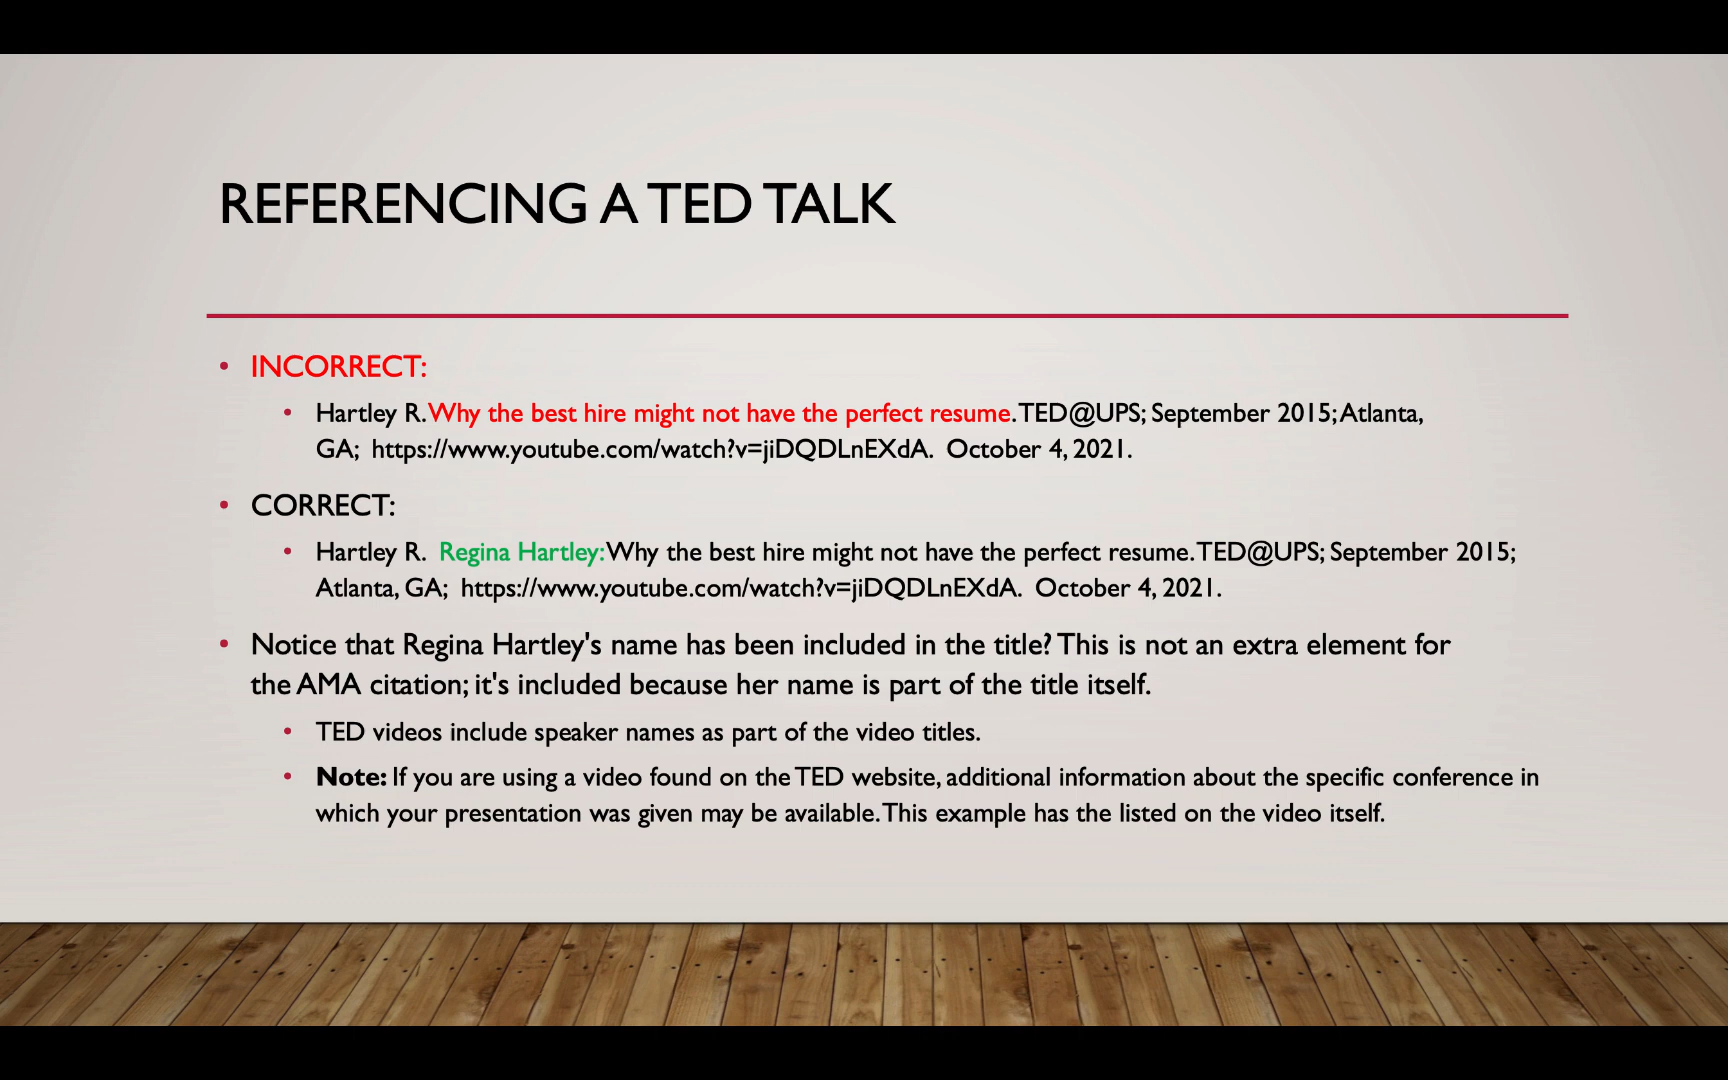 REFERENCING A TED TALK
• INCORRECT:
• Hartley R. Why the best hire might not have the perfect resume. TED@UPS; September 2015; Atlanta,
GA;  https://www.youtube.com/watch?v=jiDQDLnEXdA.  October 4, 2021.
• CORRECT:
• Hartley R.  Regina Hartley: Why the best hire might not have the perfect resume. TED@UPS; September 2015;
Atlanta, GA;  https://www.youtube.com/watch?v=jiDQDLnEXdA.  October 4, 2021.
• Notice that Regina Hartley's name has been included in the title? This is not an extra element for
the AMA citation; it's included because her name is part of the title itself.
• TED videos include speaker names as part of the video titles.
• Note: If you are using a video found on the TED website, additional information about the specific conference in
which your presentation was given may be available. This example has the listed on the video itself.